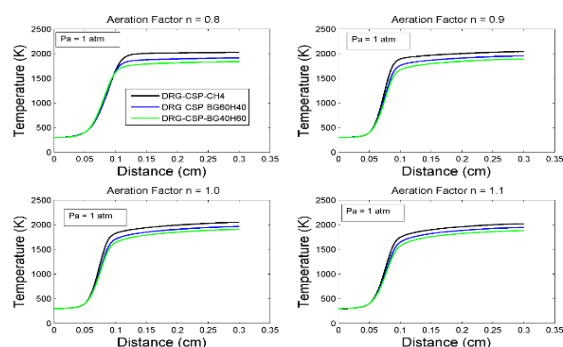 Aeration Factor n = 0.8
Pa = 1 atm
DRG-CSP-CH4
DRG CSP BG60H40
DRG-CSP-BG40H60
Temperature (K)
2500
2000
1500
1000
500
0
0 0.05 0.1 0.15 0.2 0.25 0.3 0.35
Distance (cm)
Aeration Factor n = 0.9
Pa = 1 atm
Temperature (K)
2500
2000
1500
1000
500
0
0 0.05 0.1 0.15 0.2 0.25 0.3 0.35
Distance (cm)
Aeration Factor n = 1.0
Pa = 1 atm
Temperature (K)
2500
2000
1500
1000
500
0
0 0.05 0.1 0.15 0.2 0.25 0.3 0.35
Distance (cm)
Aeration Factor n = 1.1
Pa = 1 atm
Temperature (K)
2500
2000
1500
1000
500
0
0 0.05 0.1 0.15 0.2 0.25 0.3 0.35
Distance (cm)